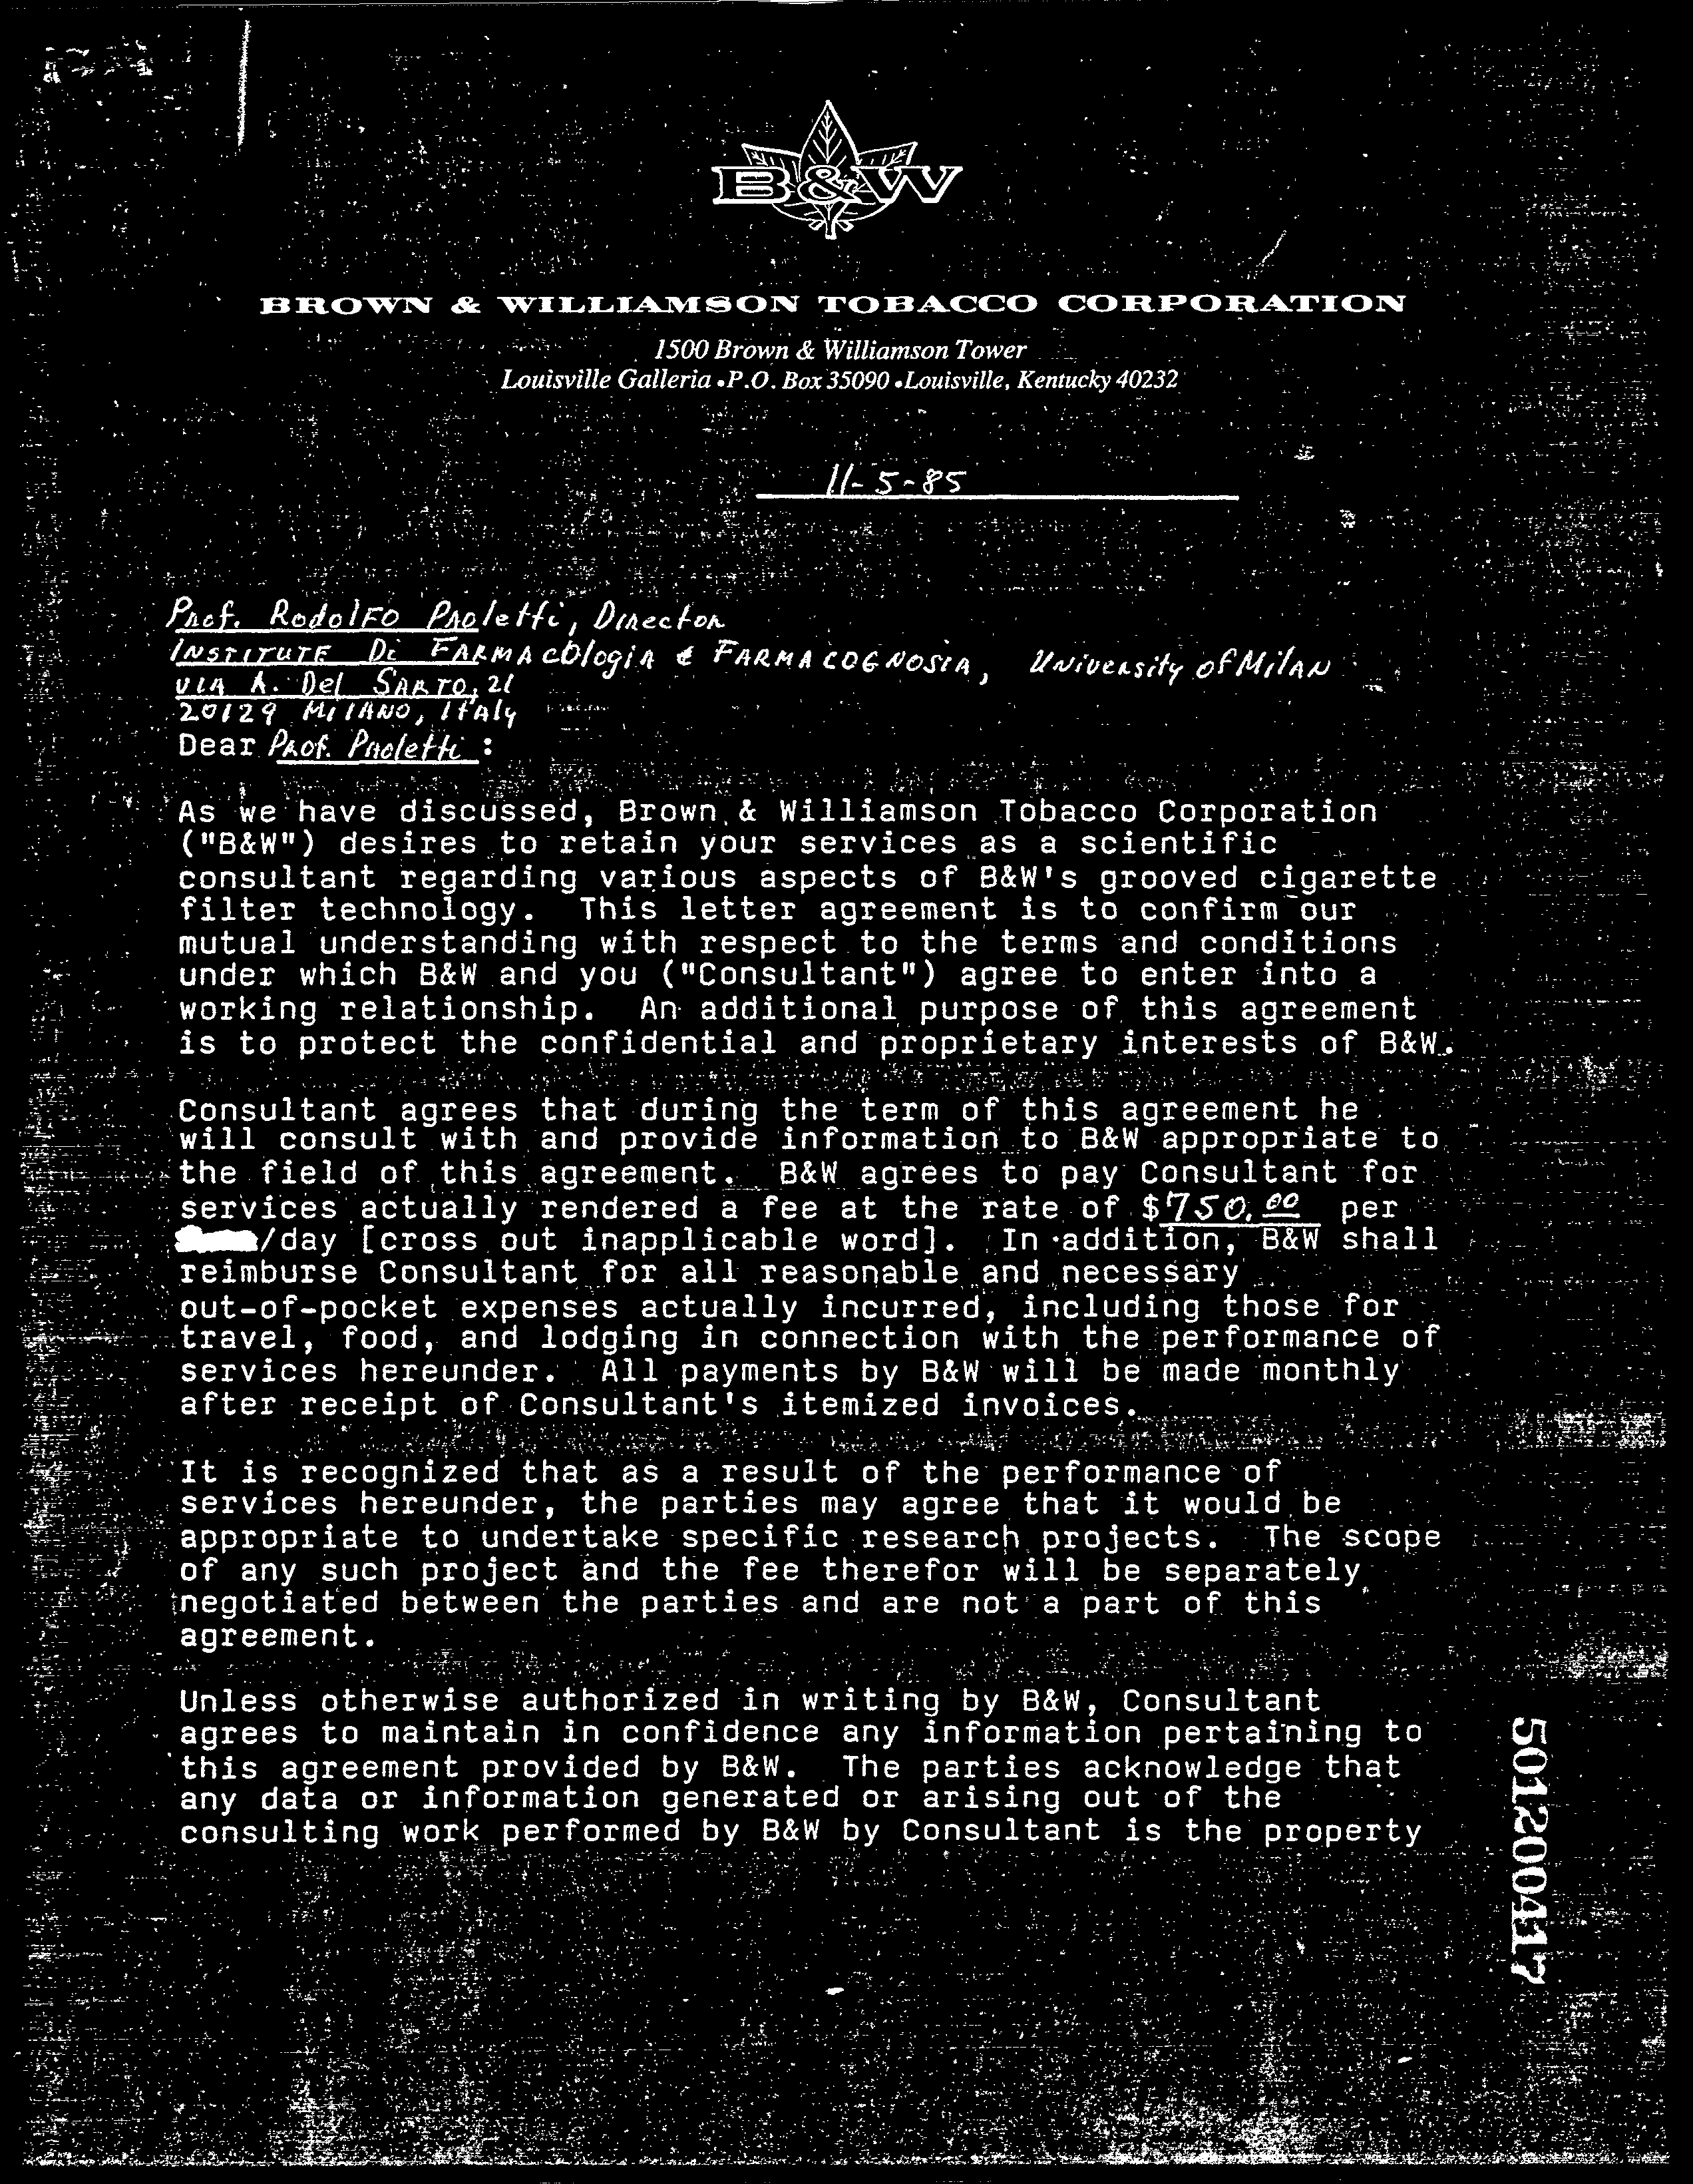 B&W
BROWN & WILLIAMSON TOBACCO CORPORATION
1500 Brown & Williamson Tower
Louisville Galleria • P.O. Box 35090 • Louisville, Kentucky 40232
11-5-85
Prof. Rodolfo Paoletti, Director
Institute Di Farmacologia & Farmacognosia, University of Milan
Via A. Del Sarto, 21
20129 Milano, Italy
Dear Prof. Paoletti :
As we have discussed, Brown & Williamson Tobacco Corporation
("B&W") desires to retain your services as a scientific
consultant regarding various aspects of B&W's grooved cigarette
filter technology. This letter agreement is to confirm our
mutual understanding with respect to the terms and conditions
under which B&W and you ("Consultant") agree to enter into a
working relationship. An additional purpose of this agreement
is to protect the confidential and proprietary interests of B&W.
Consultant agrees that during the term of this agreement he
will consult with and provide information to B&W appropriate to
the field of this agreement. B&W agrees to pay Consultant for
services actually rendered a fee at the rate of $750.00 per
/day [cross out inapplicable word]. In addition, B&W shall
reimburse Consultant for all reasonable and necessary
out-of-pocket expenses actually incurred, including those for
travel, food, and lodging in connection with the performance of
services hereunder. All payments by B&W will be made monthly
after receipt of Consultant's itemized invoices.
It is recognized that as a result of the performance of
services hereunder, the parties may agree that it would be
appropriate to undertake specific research projects. The scope
of any such project and the fee therefor will be separately
negotiated between the parties and are not a part of this
agreement.
Unless otherwise authorized in writing by B&W, Consultant
agrees to maintain in confidence any information pertaining to
this agreement provided by B&W. The parties acknowledge that
any data or information generated or arising out of the
consulting work performed by B&W by Consultant is the property
501200417